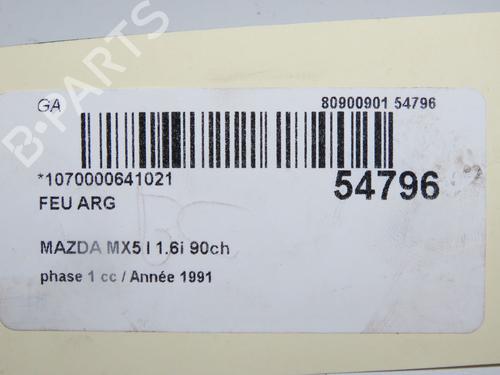 GA
80900901 54796
*1070000641021
54796
FEU ARG
MAZDA MX5 I 1.6i 90ch
phase 1 cc / Année 1991
B-PARTS